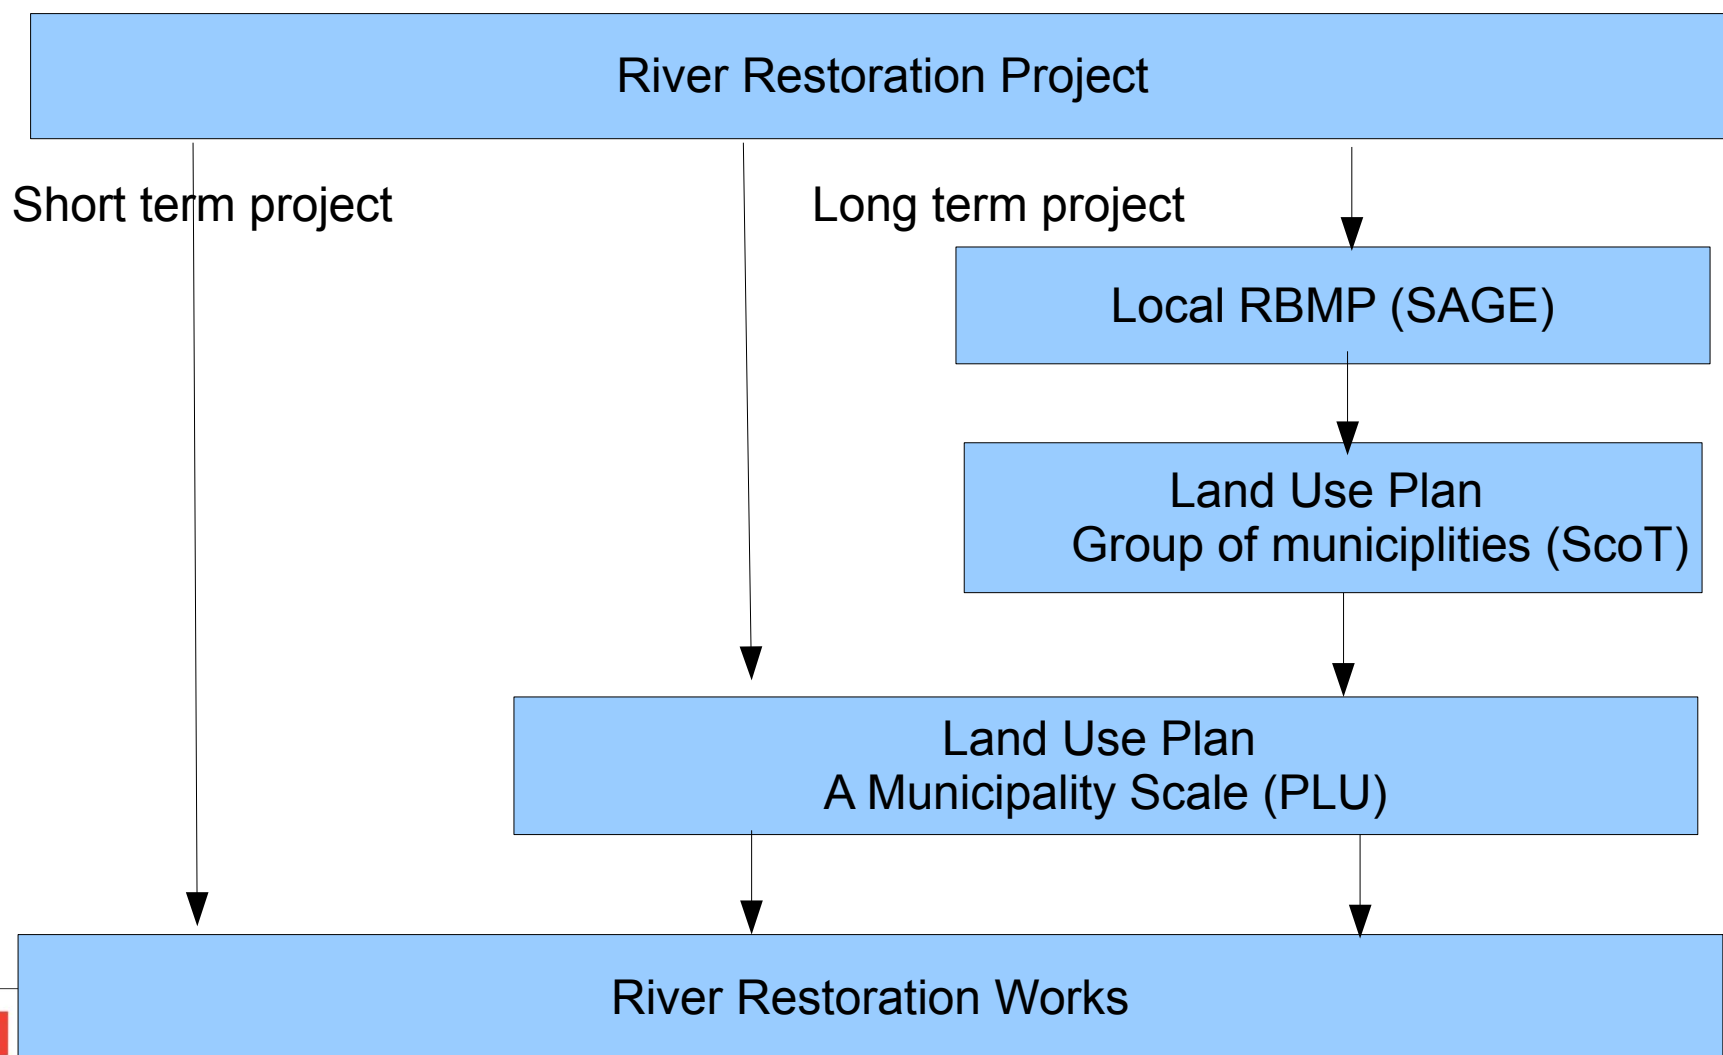 River Restoration Project
Short term project
Long term project
Local RBMP (SAGE)
Land Use Plan
Group of municiplities (ScoT)
Land Use Plan
A Municipality Scale (PLU)
River Restoration Works